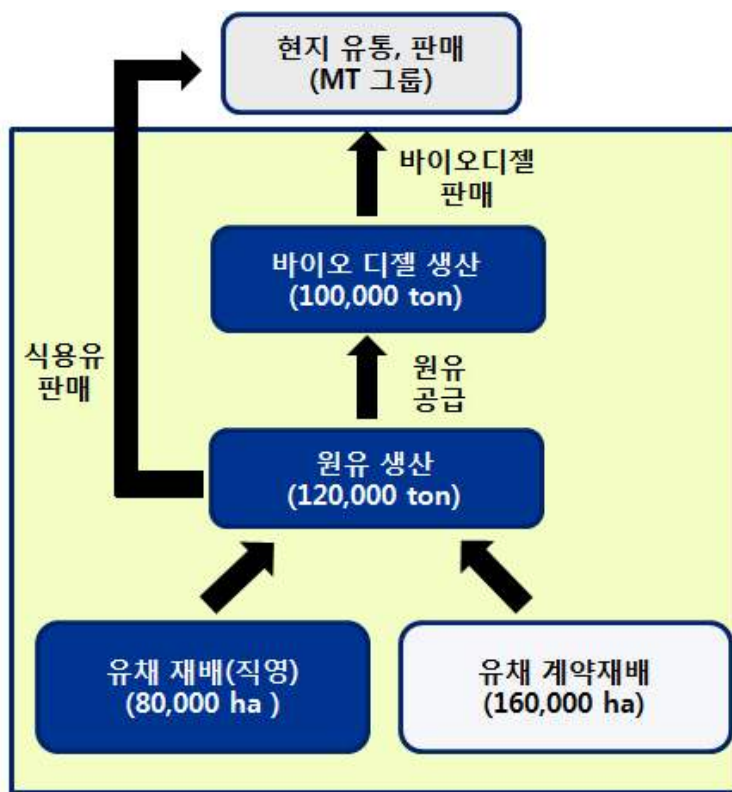 현지 유통, 판매
(MT 그룹)
바이오디젤
판매
바이오 디젤 생산
(100,000 ton)
식용유
판매
원유
공급
원유 생산
(120,000 ton)
유채 재배(직영)
(80,000 ha )
유채 계약재배
(160,000 ha)